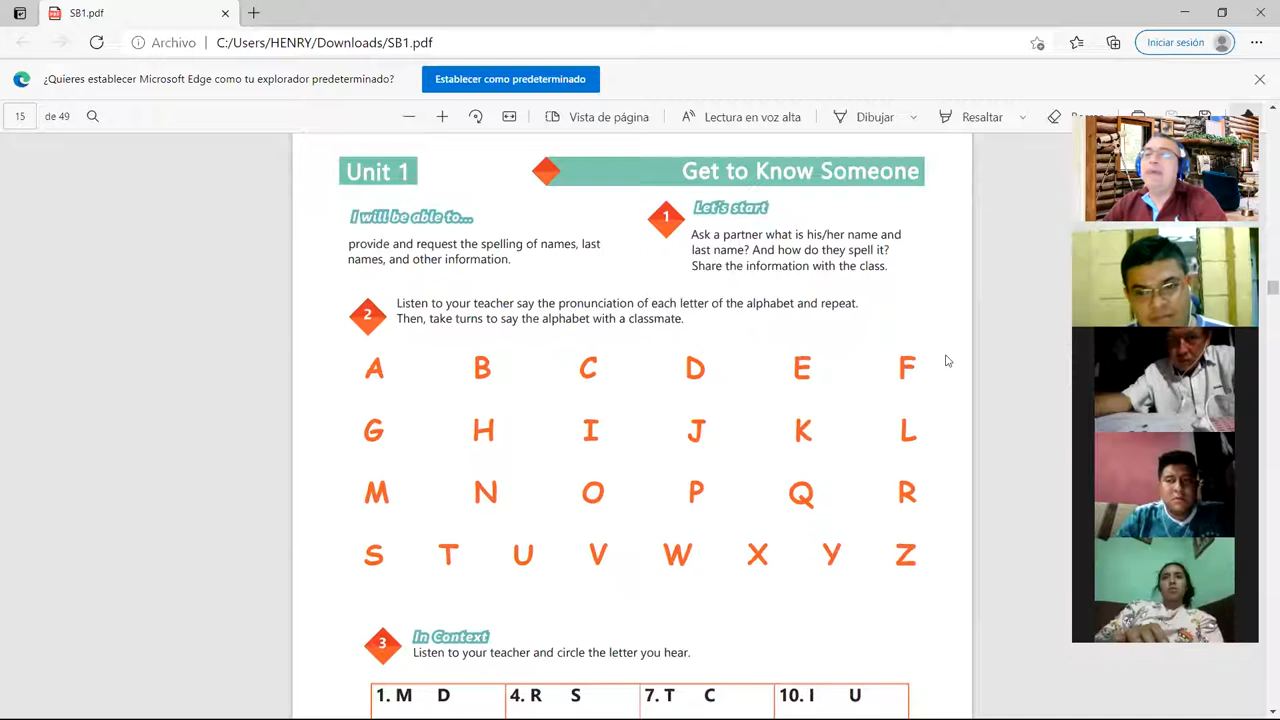 SB1.pdf
Archivo C:/Users/HENRY/Downloads/SB1.pdf
Iniciar sesión
¿Quieres establecer Microsoft Edge como tu explorador predeterminado?
Establecer como predeterminado
15 de 49
Vista de página
Lectura en voz alta
Dibujar
Resaltar
Unit 1
Get to Know Someone
I will be able to...
provide and request the spelling of names, last
names, and other information.
1 Let's start
Ask a partner what is his/her name and
last name? And how do they spell it?
Share the information with the class.
2 Listen to your teacher say the pronunciation of each letter of the alphabet and repeat.
Then, take turns to say the alphabet with a classmate.
A B C D E F
G H I J K L
M N O P Q R
S T U V W X Y Z
3 In Context
Listen to your teacher and circle the letter you hear.
1. M D 4. R S 7. T C 10. I U